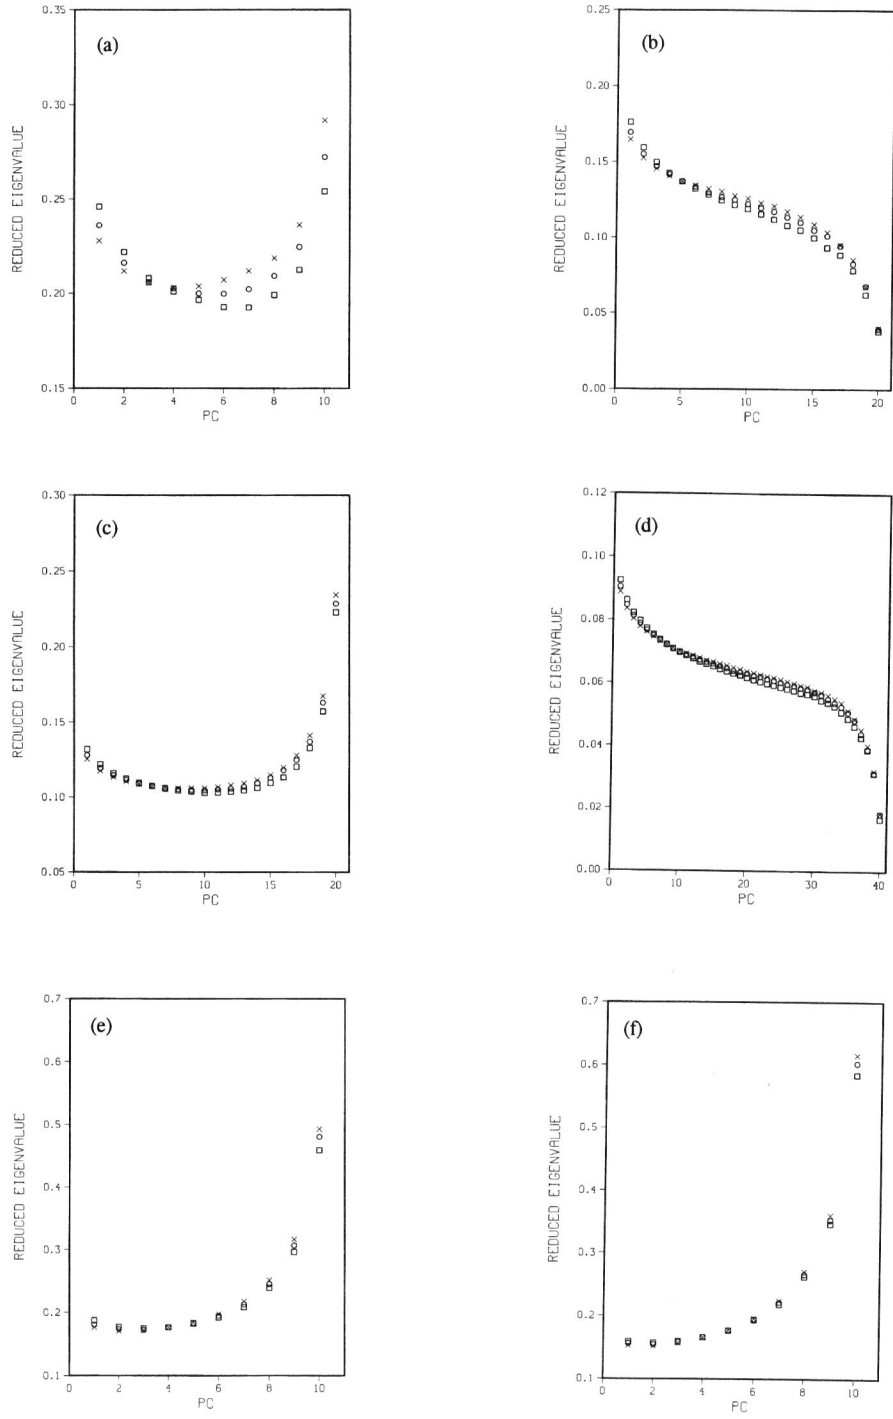 (a)
REDUCED EIGENVALUE
0.35
0.30
0.25
0.20
0.15
0 2 4 6 8 10
PC
(b)
REDUCED EIGENVALUE
0.25
0.20
0.15
0.10
0.05
0.00
0 5 10 15 20
PC
(c)
REDUCED EIGENVALUE
0.30
0.25
0.20
0.15
0.10
0.05
0 5 10 15 20
PC
(d)
REDUCED EIGENVALUE
0.12
0.10
0.08
0.06
0.04
0.02
0.00
0 10 20 30 40
PC
(e)
REDUCED EIGENVALUE
0.7
0.6
0.5
0.4
0.3
0.2
0.1
0 2 4 6 8 10
PC
(f)
REDUCED EIGENVALUE
0.7
0.6
0.5
0.4
0.3
0.2
0.1
0 2 4 6 8 10
PC